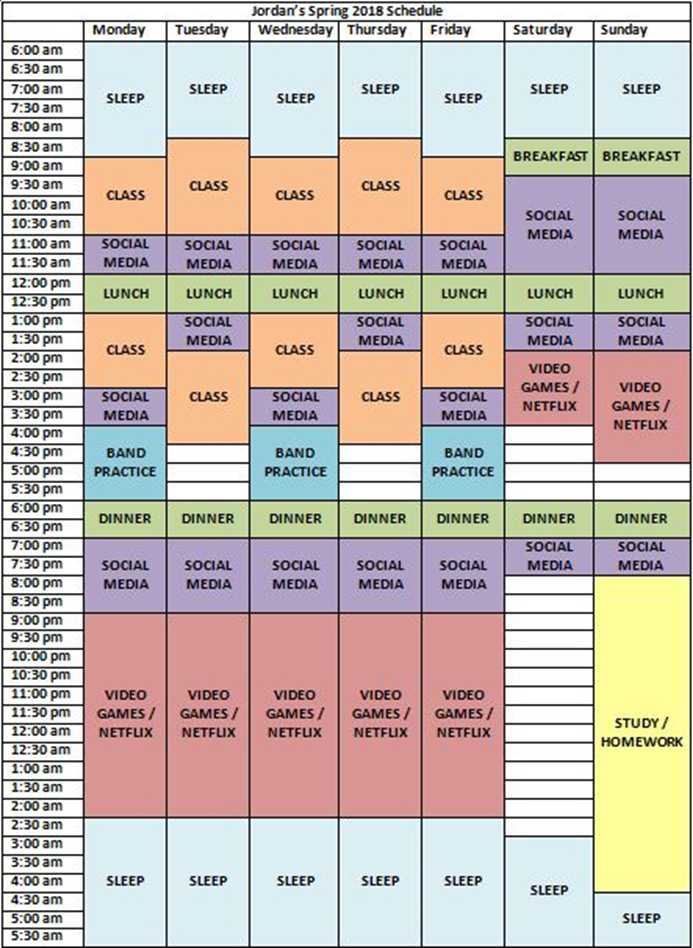 Jordan's Spring 2018 Schedule
Monday Tuesday Wednesday Thursday Friday Saturday Sunday
6:00 am
6:30 am
7:00 am SLEEP SLEEP SLEEP SLEEP
SLEEP SLEEP SLEEP
7:30 am
8:00 am
8:30 am
BREAKFAST BREAKFAST
9:00 am
9:30 am CLASS CLASS
CLASS CLASS CLASS
10:00 am
10:30 am SOCIAL SOCIAL
MEDIA MEDIA
11:00 am SOCIAL SOCIAL SOCIAL SOCIAL SOCIAL
11:30 am MEDIA MEDIA MEDIA MEDIA MEDIA
12:00 pm
LUNCH LUNCH LUNCH LUNCH LUNCH LUNCH LUNCH
12:30 pm
1:00 pm SOCIAL SOCIAL SOCIAL SOCIAL
1:30 pm MEDIA MEDIA MEDIA MEDIA
CLASS CLASS CLASS
2:00 pm VIDEO
2:30 pm GAMES / VIDEO
NETFLIX GAMES /
3:00 pm SOCIAL CLASS SOCIAL CLASS SOCIAL
3:30 pm MEDIA MEDIA MEDIA NETFLIX
4:00 pm
4:30 pm BAND BAND BAND
5:00 pm PRACTICE PRACTICE PRACTICE
5:30 pm
6:00 pm
DINNER DINNER DINNER DINNER DINNER DINNER DINNER
6:30 pm
7:00 pm SOCIAL SOCIAL
7:30 pm SOCIAL SOCIAL SOCIAL SOCIAL SOCIAL MEDIA MEDIA
8:00 pm MEDIA MEDIA MEDIA MEDIA MEDIA
8:30 pm
9:00 pm
9:30 pm
10:00 pm
10:30 pm
11:00 pm VIDEO VIDEO VIDEO VIDEO VIDEO
11:30 pm GAMES / GAMES / GAMES / GAMES / GAMES / STUDY /
12:00 am NETFLIX NETFLIX NETFLIX NETFLIX NETFLIX
12:30 am HOMEWORK
1:00 am
1:30 am
2:00 am
2:30 am
3:00 am
3:30 am
4:00 am SLEEP SLEEP SLEEP SLEEP SLEEP
SLEEP
4:30 am
5:00 am SLEEP
5:30 am